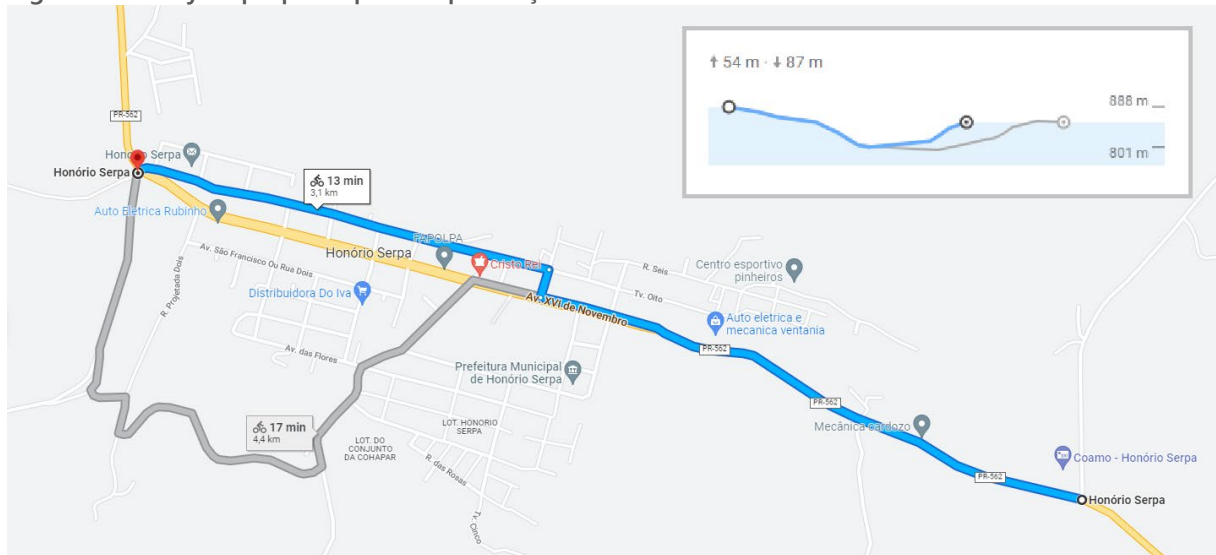 ↑ 54 m · ↓ 87 m
888 m
801 m
PR-562
Honório Serpa
Honório Serpa
13 min
3,1 km
Auto Elétrica Rubinho
Av. São Francisco Ou Rua Dois
R. Projetada Dois
Honório Serpa
FAPOLPA
Cristo Rei
R. Seis
Tv. Oito
Centro esportivo
pinheiros
Distribuidora Do Iva
Av. XVI de Novembro
Auto eletrica e
mecanica ventania
PR-562
Av. das Flores
Prefeitura Municipal
de Honório Serpa
PR-562
Mecânica cardozo
17 min
4,4 km
LOT. HONORIO
SERPA
LOT. DO
CONJUNTO
DA COHAPAR
R. das Rosas
Tv. Cinco
Coamo - Honório Serpa
PR-562
Honório Serpa